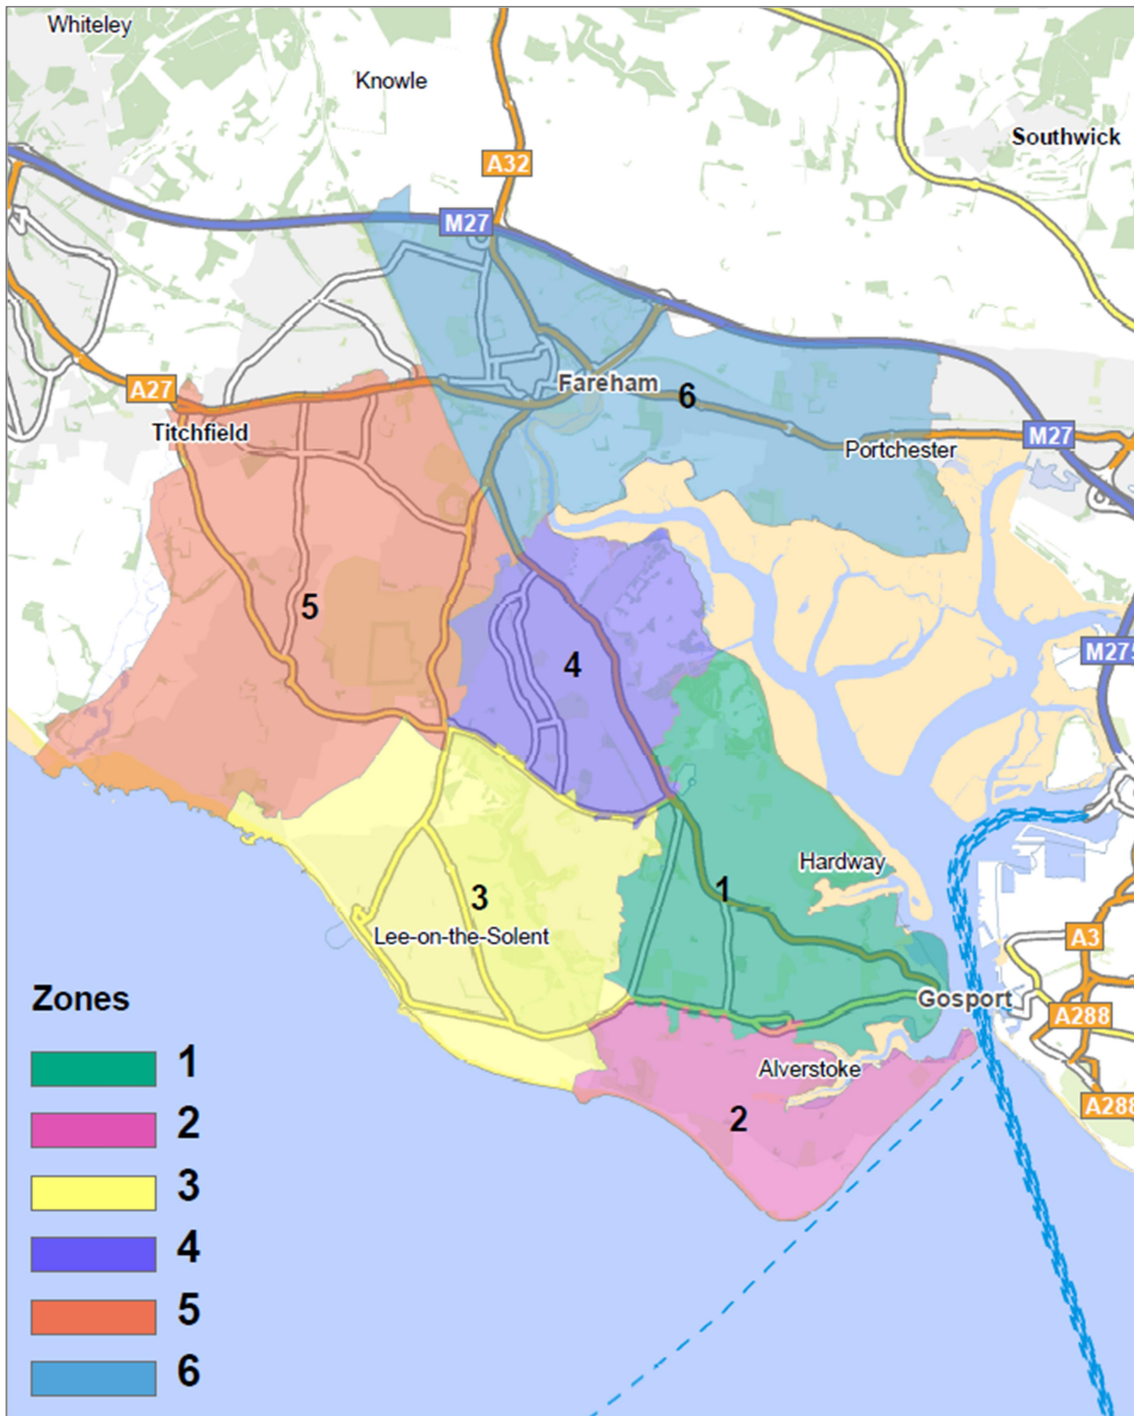 Whiteley
Knowle
Southwick
A32
M27
A27
Fareham
6
Titchfield
M27
Portchester
5
4
M275
Hardway
1
3
Lee-on-the-Solent
A3
Gosport
A288
Alverstoke
2
Zones
1
2
3
4
5
6